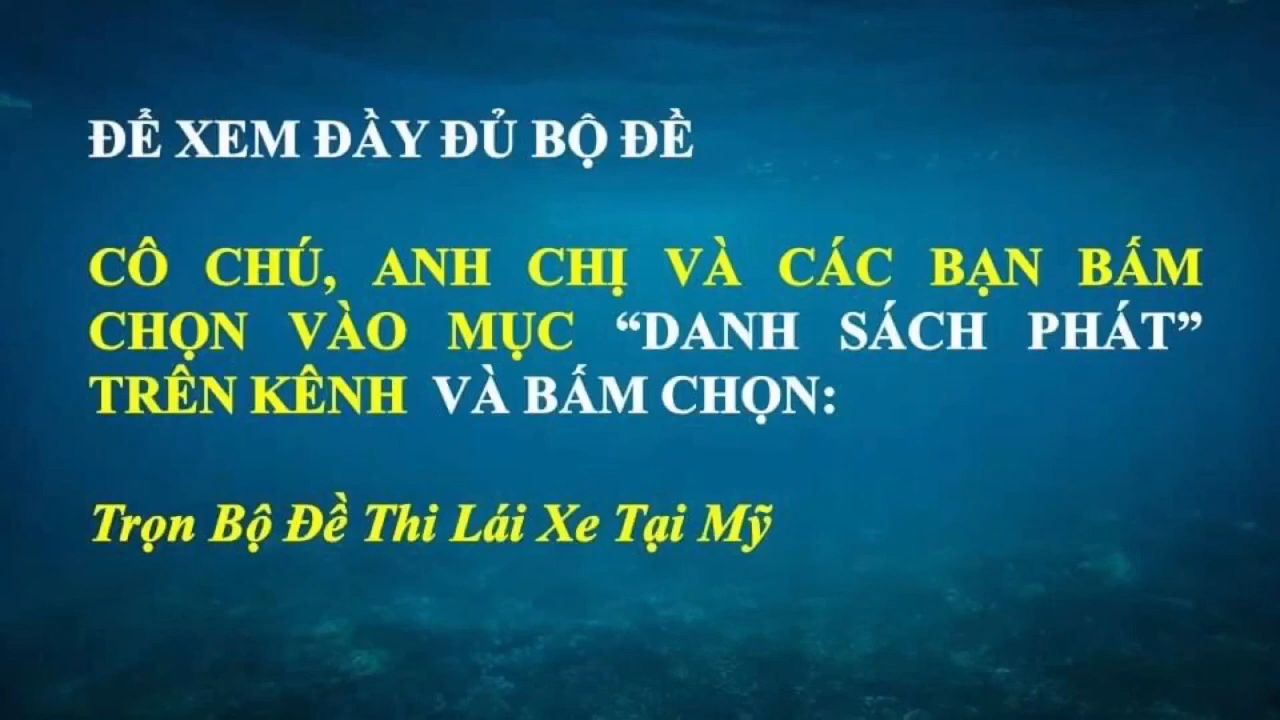 ĐỂ XEM ĐẦY ĐỦ BỘ ĐỀ
CÔ CHÚ, ANH CHỊ VÀ CÁC BẠN BẤM
CHỌN VÀO MỤC “DANH SÁCH PHÁT”
TRÊN KÊNH VÀ BẤM CHỌN:
Trọn Bộ Đề Thi Lái Xe Tại Mỹ